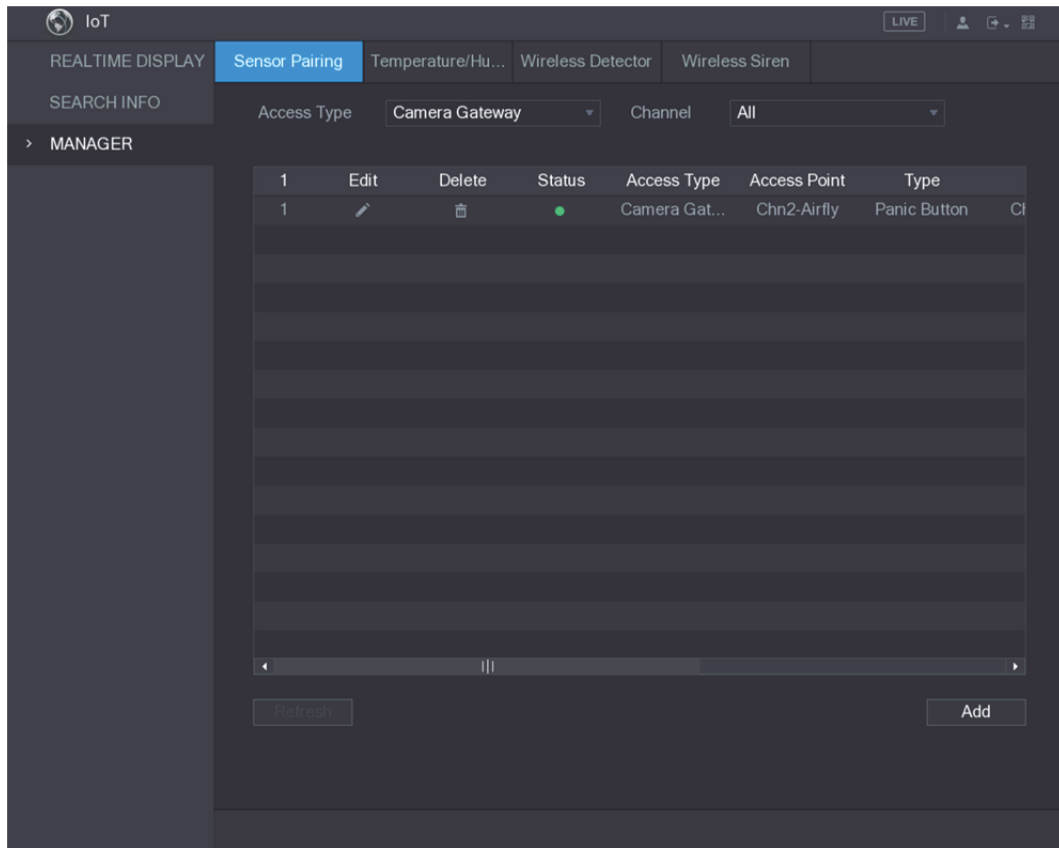 IoT LIVE
REALTIME DISPLAY
SEARCH INFO
MANAGER
Sensor Pairing Temperature/Hu... Wireless Detector Wireless Siren
Access Type Camera Gateway Channel All
1 Edit Delete Status Access Type Access Point Type
1 Camera Gat... Chn2-Airfly Panic Button Ch
Refresh Add